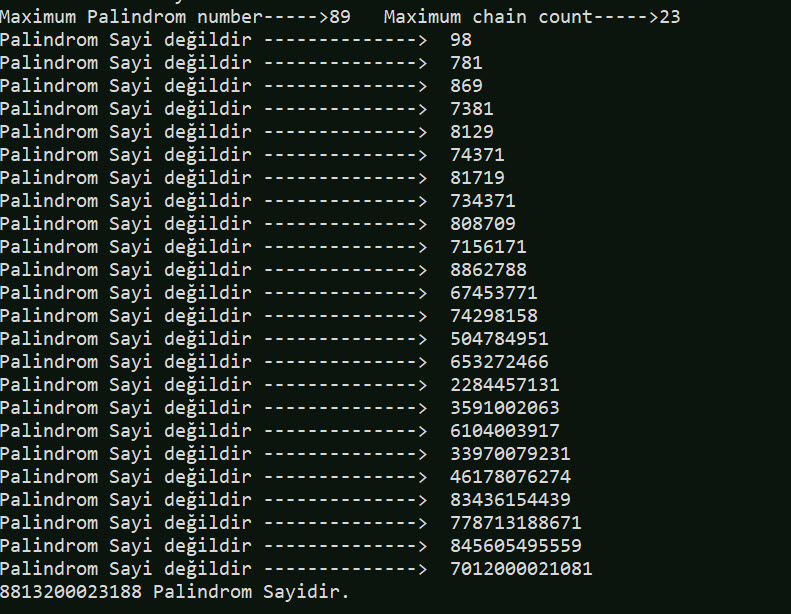 Maximum Palindrom number----->89   Maximum chain count----->23
Palindrom Sayi değildir -------------->  98
Palindrom Sayi değildir -------------->  781
Palindrom Sayi değildir -------------->  869
Palindrom Sayi değildir -------------->  7381
Palindrom Sayi değildir -------------->  8129
Palindrom Sayi değildir -------------->  74371
Palindrom Sayi değildir -------------->  81719
Palindrom Sayi değildir -------------->  734371
Palindrom Sayi değildir -------------->  808709
Palindrom Sayi değildir -------------->  7156171
Palindrom Sayi değildir -------------->  8862788
Palindrom Sayi değildir -------------->  67453771
Palindrom Sayi değildir -------------->  74298158
Palindrom Sayi değildir -------------->  504784951
Palindrom Sayi değildir -------------->  653272466
Palindrom Sayi değildir -------------->  2284457131
Palindrom Sayi değildir -------------->  3591002063
Palindrom Sayi değildir -------------->  6104003917
Palindrom Sayi değildir -------------->  33970079231
Palindrom Sayi değildir -------------->  46178076274
Palindrom Sayi değildir -------------->  83436154439
Palindrom Sayi değildir -------------->  778713188671
Palindrom Sayi değildir -------------->  845605495559
Palindrom Sayi değildir -------------->  7012000021081
8813200023188 Palindrom Sayidir.